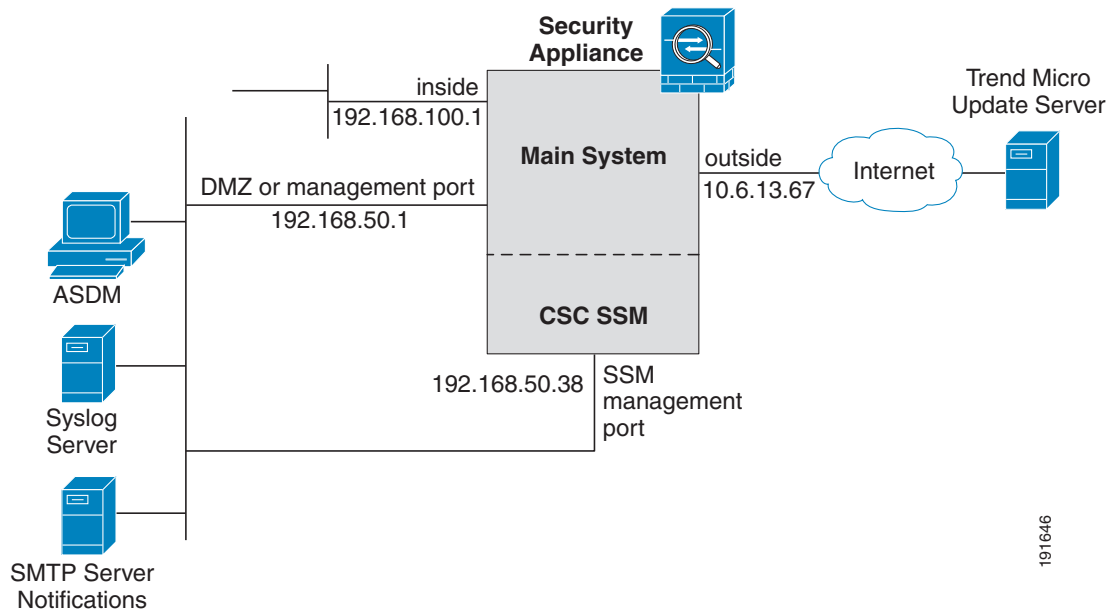 Security
Appliance
Trend Micro
Update Server
inside
192.168.100.1
Main System
outside
10.6.13.67
Internet
DMZ or management port
192.168.50.1
ASDM
CSC SSM
192.168.50.38
SSM
management
port
Syslog
Server
SMTP Server
Notifications
191646